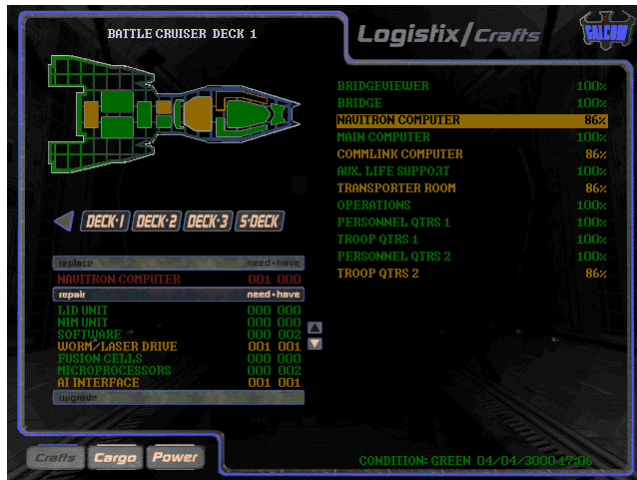 BATTLE CRUISER DECK 1
Logistix/Crafts
GALCOM
BRIDGEVIEWER 100%
BRIDGE 100%
NAVITRON COMPUTER 86%
MAIN COMPUTER 100%
COMMLINK COMPUTER 86%
AUX. LIFE SUPPORT 100%
TRANSPORTER ROOM 86%
OPERATIONS 100%
PERSONNEL QTRS 1 100%
TROOP QTRS 1 100%
PERSONNEL QTRS 2 100%
TROOP QTRS 2 86%
DECK·1 DECK·2 DECK·3 S-DECK
replace need·have
NAVITRON COMPUTER 001 000
repair need·have
LID UNIT 000 000
NIM UNIT 000 000
SOFTWARE 000 002
WORM/LASER DRIVE 001 001
FUSION CELLS 000 000
MICROPROCESSORS 000 002
AI INTERFACE 001 001
upgrade
Crafts Cargo Power
CONDITION: GREEN 04/04/3000 17:06